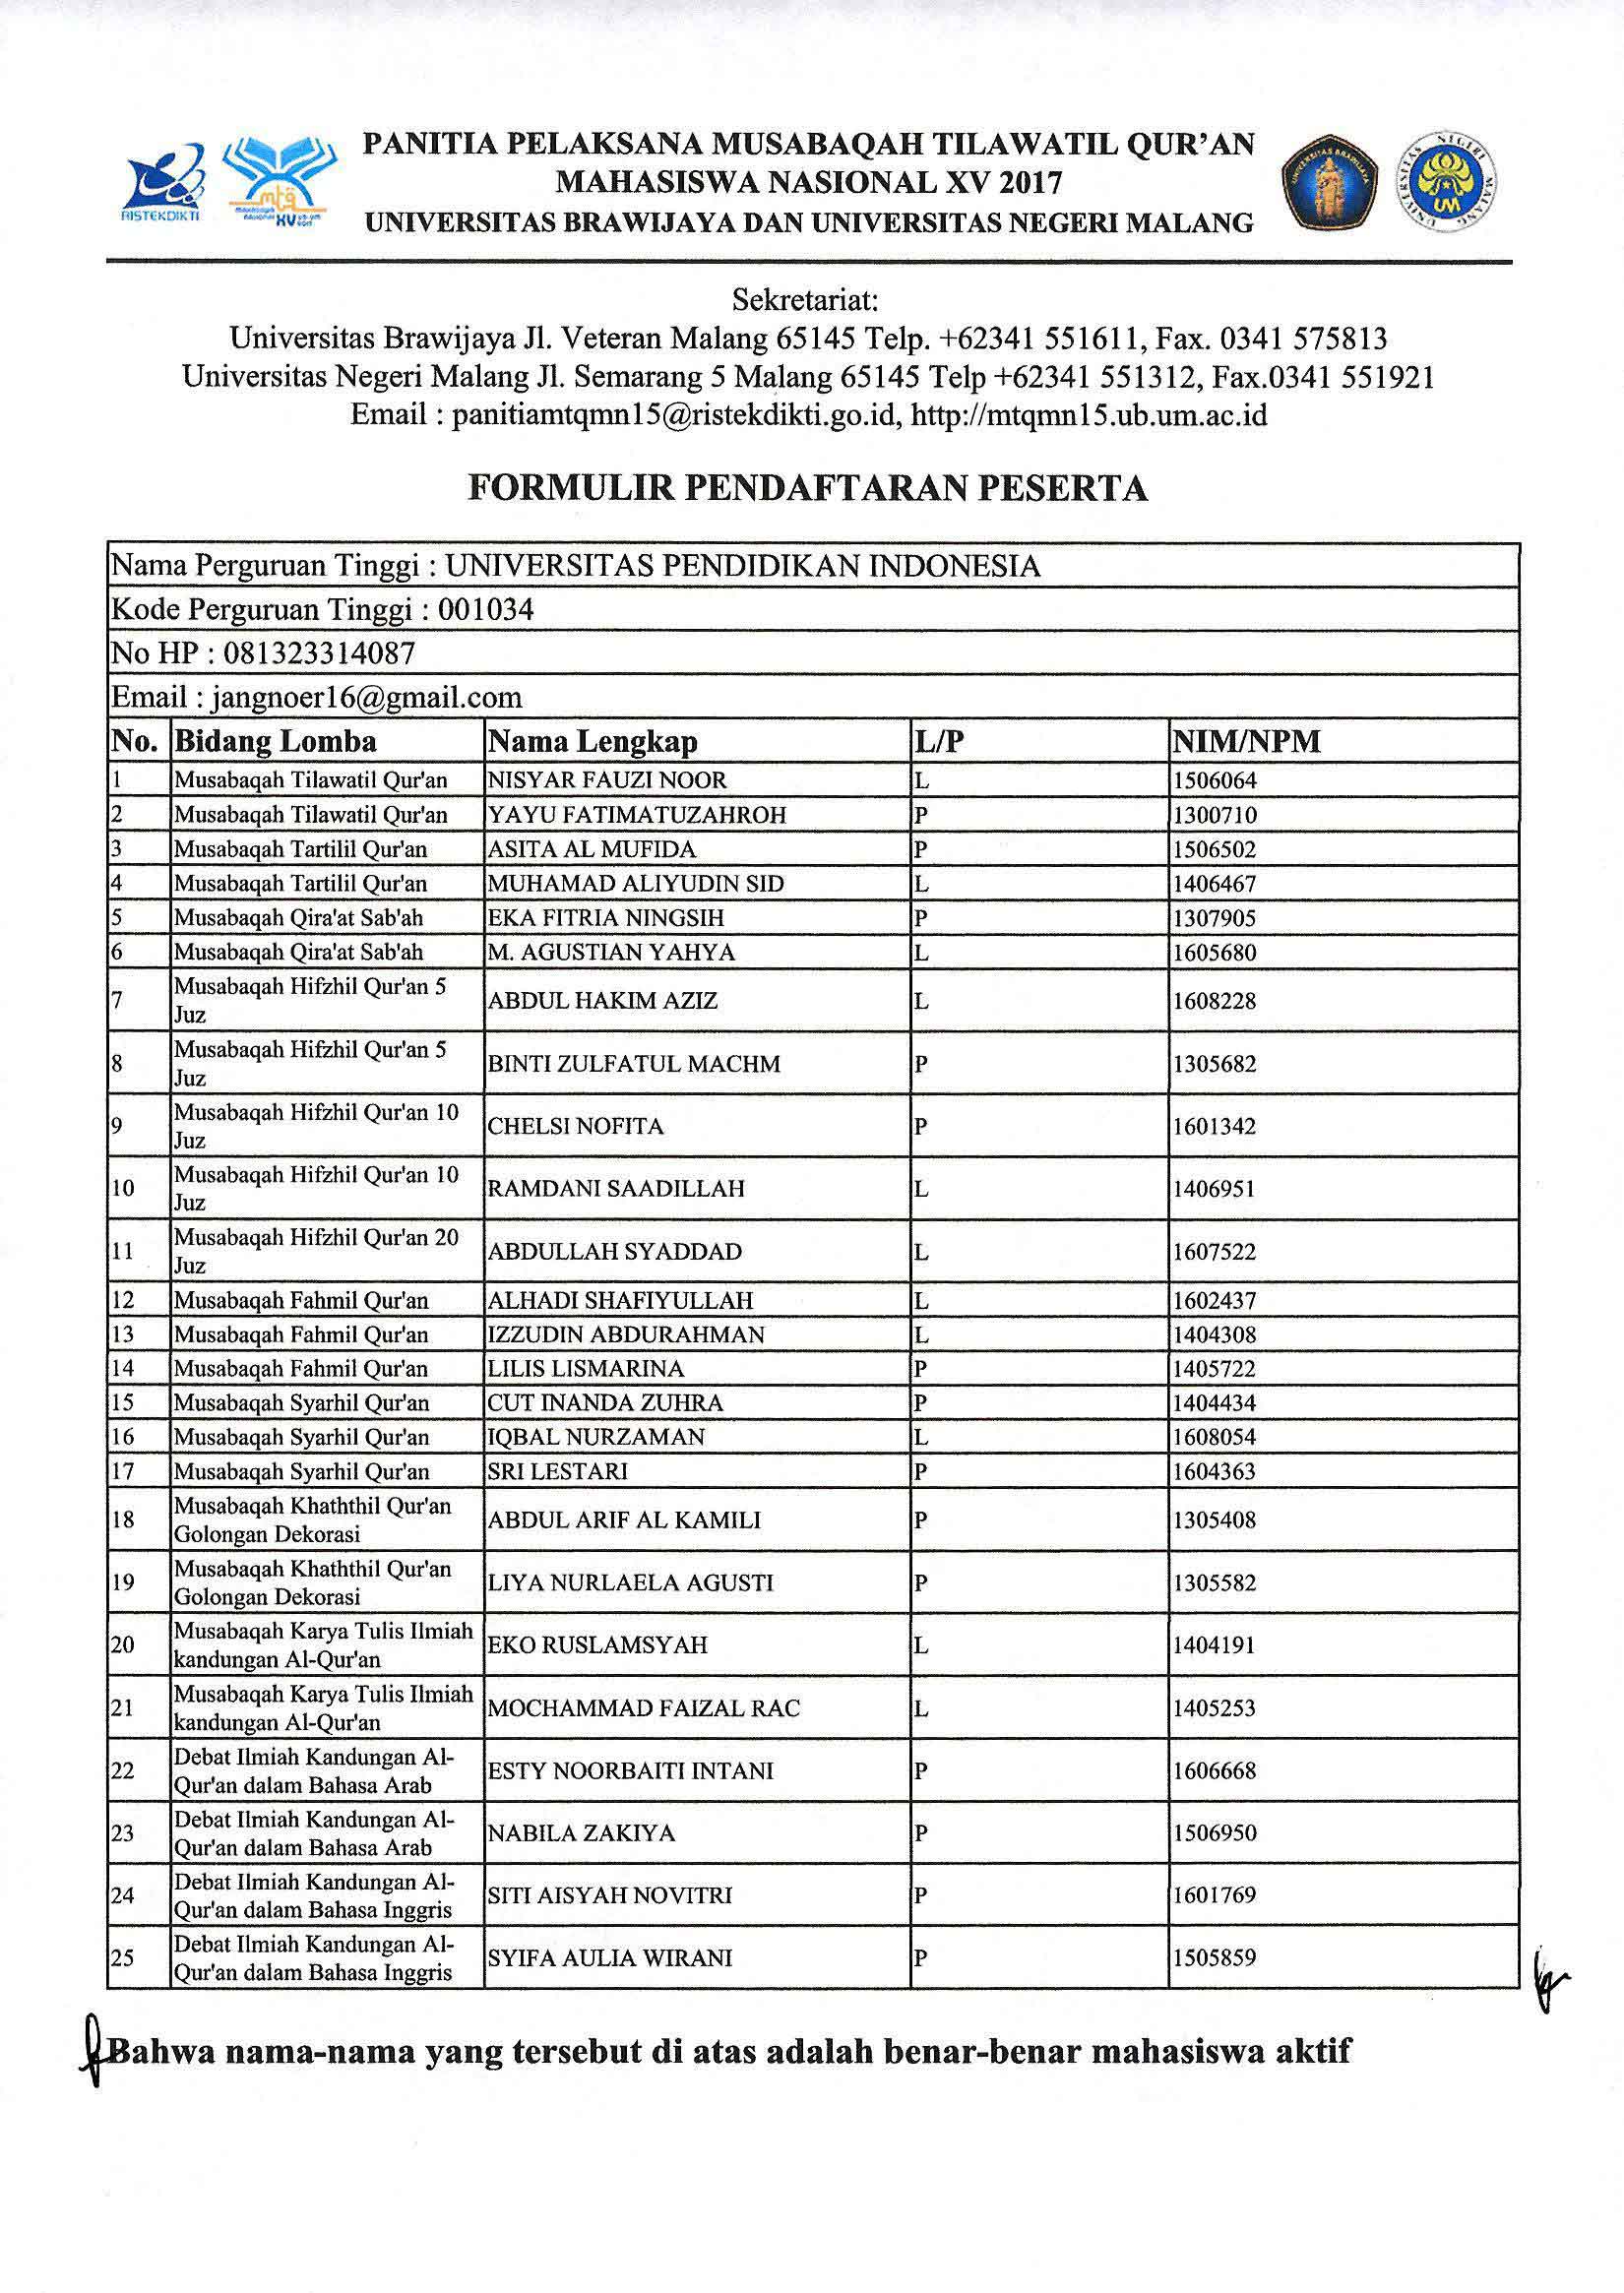 PANITIA PELAKSANA MUSABAQAH TILAWATIL QUR'AN
MAHASISWA NASIONAL XV 2017
UNIVERSITAS BRAWIJAYA DAN UNIVERSITAS NEGERI MALANG
RISTEKDIKTI
mtq
XV
UNIVERSITAS BRAWIJAYA
UNIVERSITAS NEGERI MALANG
UM
Sekretariat:
Universitas Brawijaya Jl. Veteran Malang 65145 Telp. +62341 551611, Fax. 0341 575813
Universitas Negeri Malang Jl. Semarang 5 Malang 65145 Telp +62341 551312, Fax.0341 551921
Email : panitiamtqmn15@ristekdikti.go.id, http://mtqmn15.ub.um.ac.id
FORMULIR PENDAFTARAN PESERTA
Nama Perguruan Tinggi : UNIVERSITAS PENDIDIKAN INDONESIA
Kode Perguruan Tinggi : 001034
No HP : 081323314087
Email : jangnoer16@gmail.com
No. Bidang Lomba Nama Lengkap L/P NIM/NPM
1 Musabaqah Tilawatil Qur'an NISYAR FAUZI NOOR L 1506064
2 Musabaqah Tilawatil Qur'an YAYU FATIMATUZAHROH P 1300710
3 Musabaqah Tartilil Qur'an ASITA AL MUFIDA P 1506502
4 Musabaqah Tartilil Qur'an MUHAMAD ALIYUDIN SID L 1406467
5 Musabaqah Qira'at Sab'ah EKA FITRIA NINGSIH P 1307905
6 Musabaqah Qira'at Sab'ah M. AGUSTIAN YAHYA L 1605680
7 Musabaqah Hifzhil Qur'an 5
Juz ABDUL HAKIM AZIZ L 1608228
8 Musabaqah Hifzhil Qur'an 5
Juz BINTI ZULFATUL MACHM P 1305682
9 Musabaqah Hifzhil Qur'an 10
Juz CHELSI NOFITA P 1601342
10 Musabaqah Hifzhil Qur'an 10
Juz RAMDANI SAADILLAH L 1406951
11 Musabaqah Hifzhil Qur'an 20
Juz ABDULLAH SYADDAD L 1607522
12 Musabaqah Fahmil Qur'an ALHADI SHAFIYULLAH L 1602437
13 Musabaqah Fahmil Qur'an IZZUDIN ABDURAHMAN L 1404308
14 Musabaqah Fahmil Qur'an LILIS LISMARINA P 1405722
15 Musabaqah Syarhil Qur'an CUT INANDA ZUHRA P 1404434
16 Musabaqah Syarhil Qur'an IQBAL NURZAMAN L 1608054
17 Musabaqah Syarhil Qur'an SRI LESTARI P 1604363
18 Musabaqah Khaththil Qur'an
Golongan Dekorasi ABDUL ARIF AL KAMILI P 1305408
19 Musabaqah Khaththil Qur'an
Golongan Dekorasi LIYA NURLAELA AGUSTI P 1305582
20 Musabaqah Karya Tulis Ilmiah
kandungan Al-Qur'an EKO RUSLAMSYAH L 1404191
21 Musabaqah Karya Tulis Ilmiah
kandungan Al-Qur'an MOCHAMMAD FAIZAL RAC L 1405253
22 Debat Ilmiah Kandungan Al-
Qur'an dalam Bahasa Arab ESTY NOORBAITI INTANI P 1606668
23 Debat Ilmiah Kandungan Al-
Qur'an dalam Bahasa Arab NABILA ZAKIYA P 1506950
24 Debat Ilmiah Kandungan Al-
Qur'an dalam Bahasa Inggris SITI AISYAH NOVITRI P 1601769
25 Debat Ilmiah Kandungan Al-
Qur'an dalam Bahasa Inggris SYIFA AULIA WIRANI P 1505859
Bahwa nama-nama yang tersebut di atas adalah benar-benar mahasiswa aktif